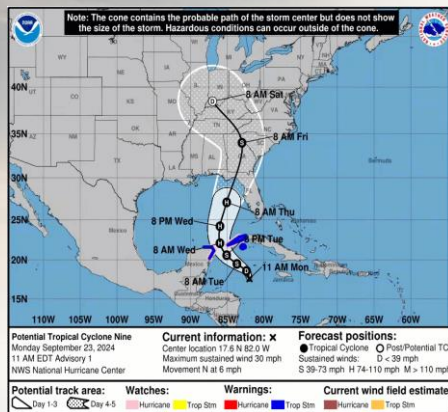 Note: The cone contains the probable path of the storm center but does not show
the size of the storm. Hazardous conditions can occur outside of the cone.
8 AM Sat
40N
35N
8 AM Fri
30N
Bermuda
8 AM Thu
25N
8 PM Wed
Mexico
8 PM Tue
8 AM Wed
20N
11 AM Mon
8 AM Tue
Jamaica
Honduras
15N
110W 105W 100W 95W 90W 85W 80W 75W 70W 65W 60W
Potential Tropical Cyclone Nine
Monday September 23, 2024
11 AM EDT Advisory 1
NWS National Hurricane Center
Current information: x
Center location 17.6 N 82.0 W
Maximum sustained wind 30 mph
Movement N at 6 mph
Forecast positions:
Tropical Cyclone Post/Potential TC
Sustained winds: D < 39 mph
S 39-73 mph H 74-110 mph M > 110 mph
Potential track area:
Day 1-3 Day 4-5
Watches:
Hurricane Trop Stm
Warnings:
Hurricane Trop Stm
Current wind field estimate
Hurricane Trop Stm